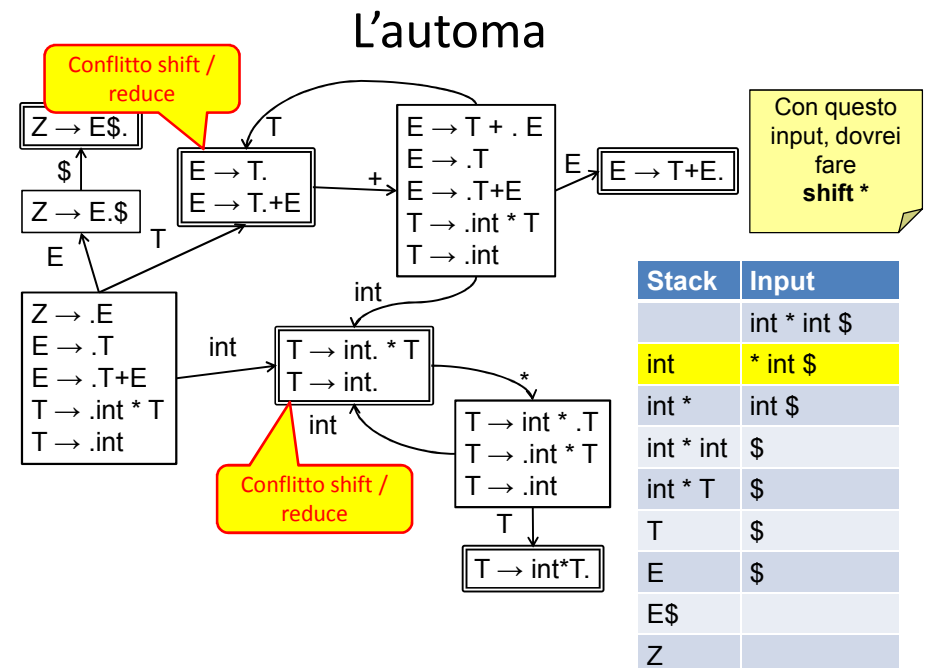 L'automa
Conflitto shift /
reduce
Z → E$.
$
Z → E.$
E
T
E → T.
E → T.+E
T
+
E → T + . E
E → .T
E → .T+E
T → .int * T
T → .int
E
E → T+E.
Con questo
input, dovrei
fare
shift *
Z → .E
E → .T
E → .T+E
T → .int * T
T → .int
int
int
T → int. * T
T → int.
*
int
T → int * .T
T → .int * T
T → .int
T
T → int*T.
Conflitto shift /
reduce
Stack Input
int * int $
int * int $
int * int $
int * int $
int * T $
T $
E $
E$
Z